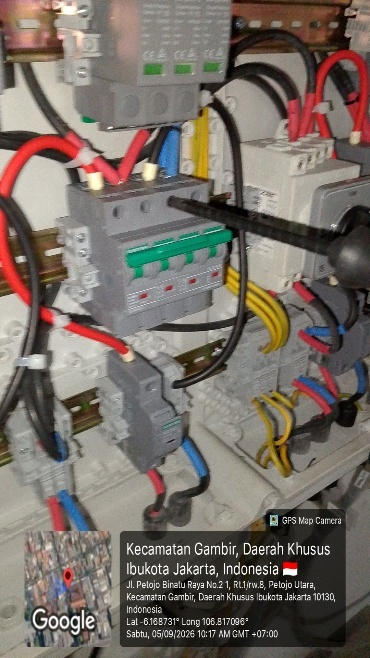 GPS Map Camera
Kecamatan Gambir, Daerah Khusus
Ibukota Jakarta, Indonesia 🇮🇩
Jl. Petojo Binatu Raya No.2 1, Rt.1/rw.8, Petojo Utara,
Kecamatan Gambir, Daerah Khusus Ibukota Jakarta 10130,
Indonesia
Lat -6.168731° Long 106.817096°
Sabtu, 05/09/2026 10:17 AM GMT +07:00
Google